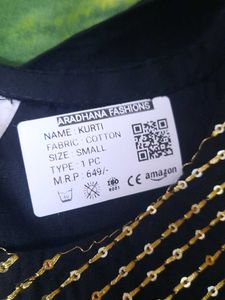 ARADHANA FASHIONS
NAME : KURTI
FABRIC : COTTON
SIZE : SMALL
TYPE : 1 PC
M.R.P : 649/-
ISO
9001
CE amazon